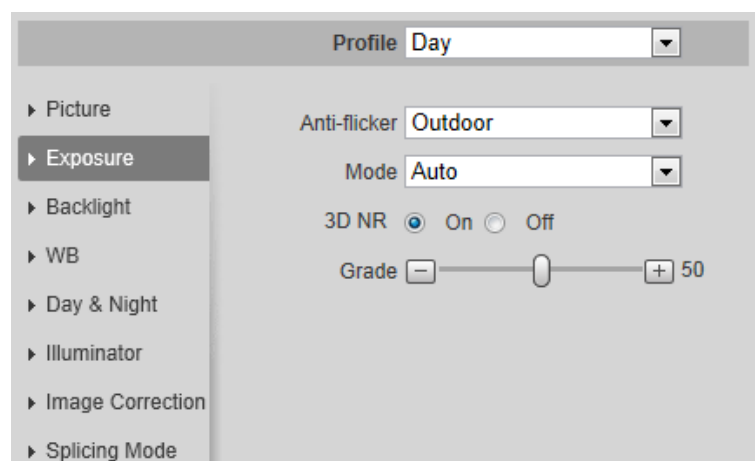 Profile Day
Picture
Exposure
Backlight
WB
Day & Night
Illuminator
Image Correction
Splicing Mode
Anti-flicker Outdoor
Mode Auto
3D NR On Off
Grade 50